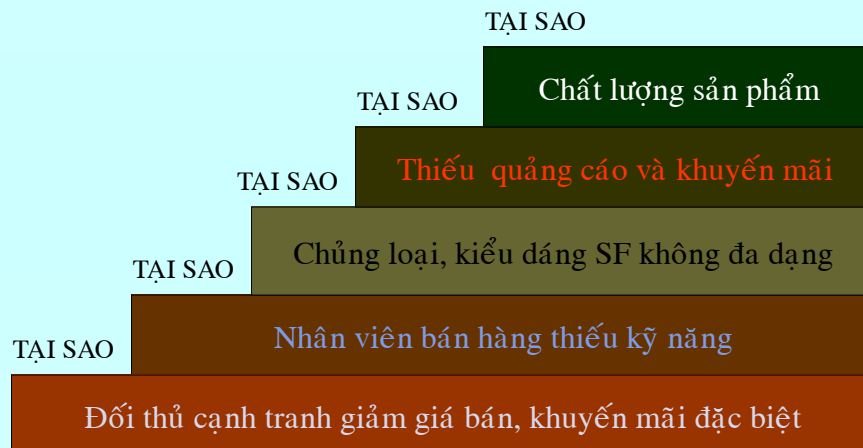 TẠI SAO
Chất lượng sản phẩm
TẠI SAO
Thiếu quảng cáo và khuyến mãi
TẠI SAO
Chủng loại, kiểu dáng SF không đa dạng
TẠI SAO
Nhân viên bán hàng thiếu kỹ năng
TẠI SAO
Đối thủ cạnh tranh giảm giá bán, khuyến mãi đặc biệt